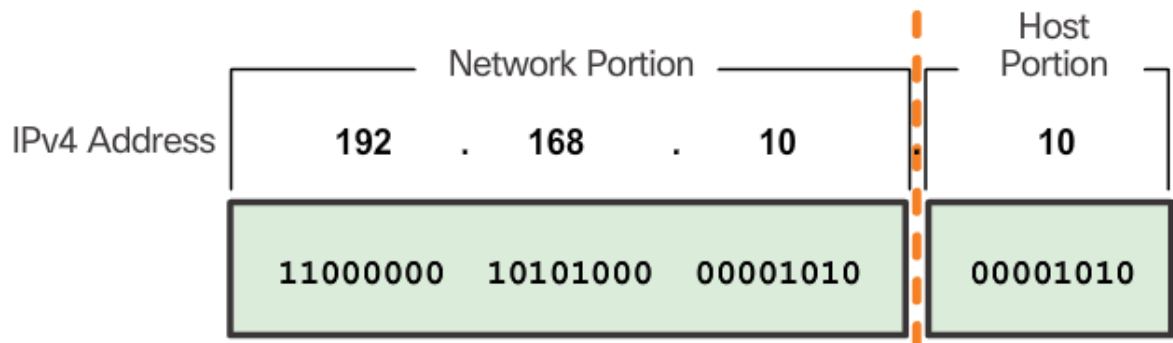 Network Portion
Host
Portion
IPv4 Address 192 . 168 . 10 . 10
11000000 10101000 00001010 00001010